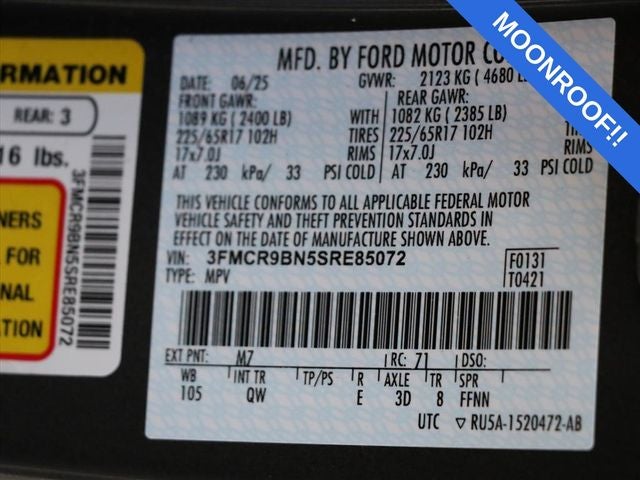 MOONROOF!!
RMATION
REAR: 3
16 lbs.
NERS
FOR
NAL
TION
3FMCR9BN5SRE85072
MFD. BY FORD MOTOR CO
DATE: 06/25 GVWR: 2123 KG ( 4680 L
FRONT GAWR: REAR GAWR:
1089 KG ( 2400 LB) WITH 1082 KG ( 2385 LB)
225/65R17 102H TIRES 225/65R17 102H TI
17x7.0J RIMS 17x7.0J RIMS
AT 230 kPa/ 33 PSI COLD AT 230 kPa/ 33 PSI COLD
THIS VEHICLE CONFORMS TO ALL APPLICABLE FEDERAL MOTOR
VEHICLE SAFETY AND THEFT PREVENTION STANDARDS IN
EFFECT ON THE DATE OF MANUFACTURE SHOWN ABOVE.
VIN: 3FMCR9BN5SRE85072 F0131
TYPE: MPV T0421
EXT PNT: M7 RC: 71 DSO:
WB INT TR TP/PS R AXLE TR SPR
105 QW E 3D 8 FFNN
UTC ▽ RU5A-1520472-AB